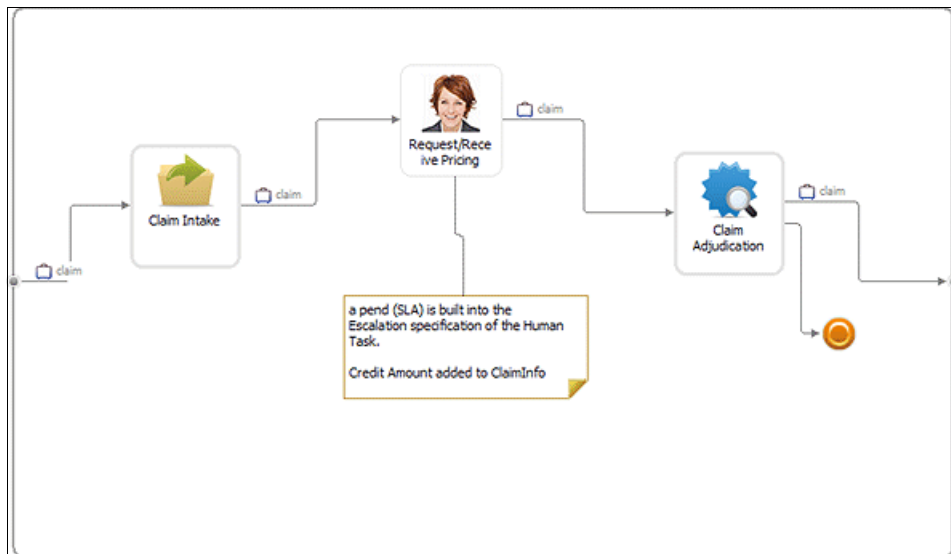 claim
Claim Intake
claim
Request/Rece
ive Pricing
claim
Claim
Adjudication
claim
a pend (SLA) is built into the
Escalation specification of the Human
Task.
Credit Amount added to ClaimInfo